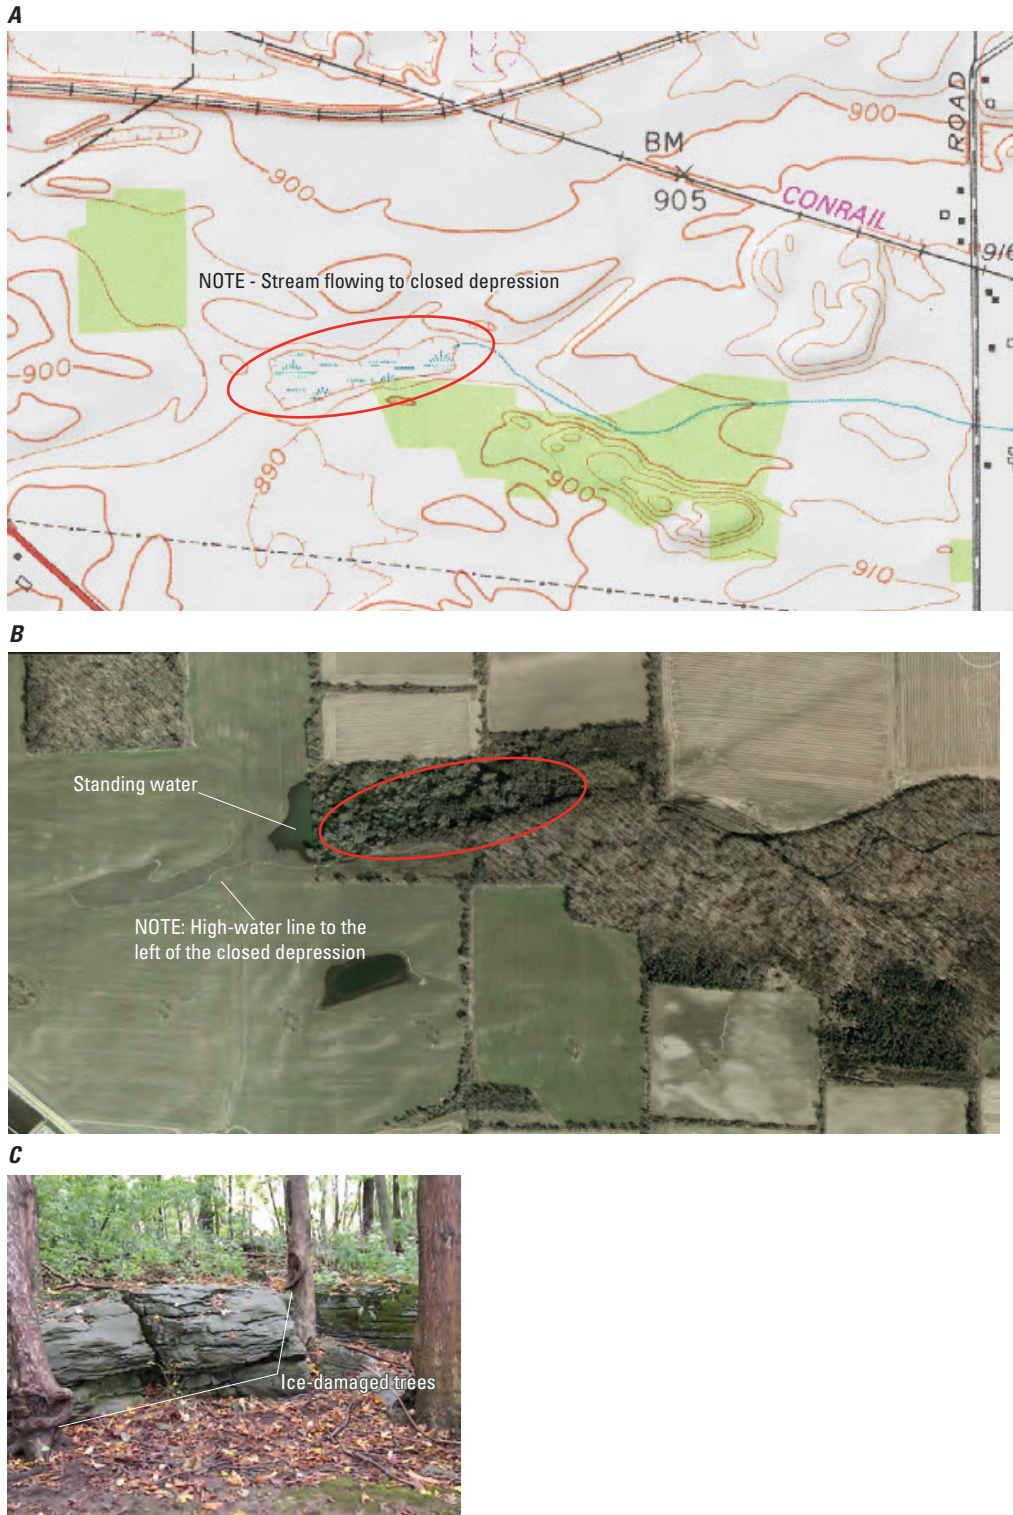 A
900
BM
905
CONRAIL
ROAD
916
NOTE - Stream flowing to closed depression
900
900
890
900
910
B
Standing water
NOTE: High-water line to the
left of the closed depression
C
Ice-damaged trees